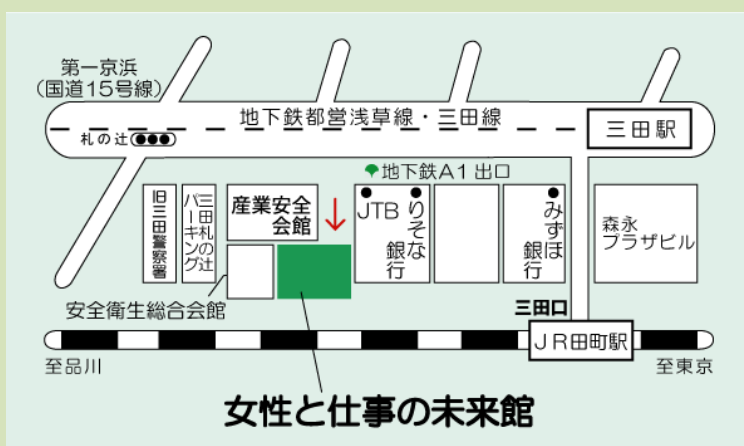 第一京浜
（国道15号線）
地下鉄都営浅草線・三田線
三田駅
札の辻
地下鉄A1出口
旧三田警察署
三田札の辻
パーキング
産業安全
会館
JTB
りそな
銀行
みずほ
銀行
森永
プラザビル
安全衛生総合会館
三田口
JR田町駅
至品川
至東京
女性と仕事の未来館